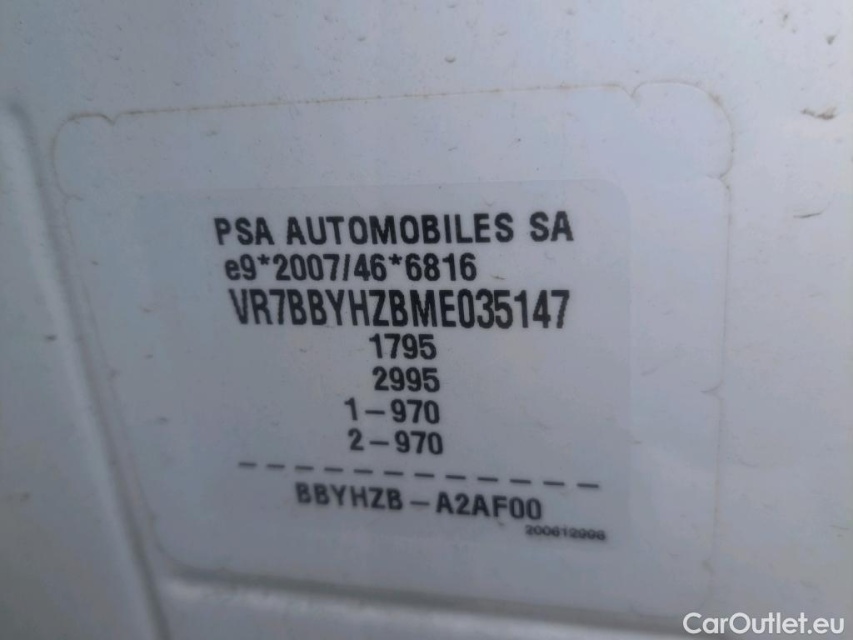 PSA AUTOMOBILES SA
e9*2007/46*6816
VR7BBYHZBME035147
1795
2995
1-970
2-970
BBYHZB-A2AF00
CarOutlet.eu